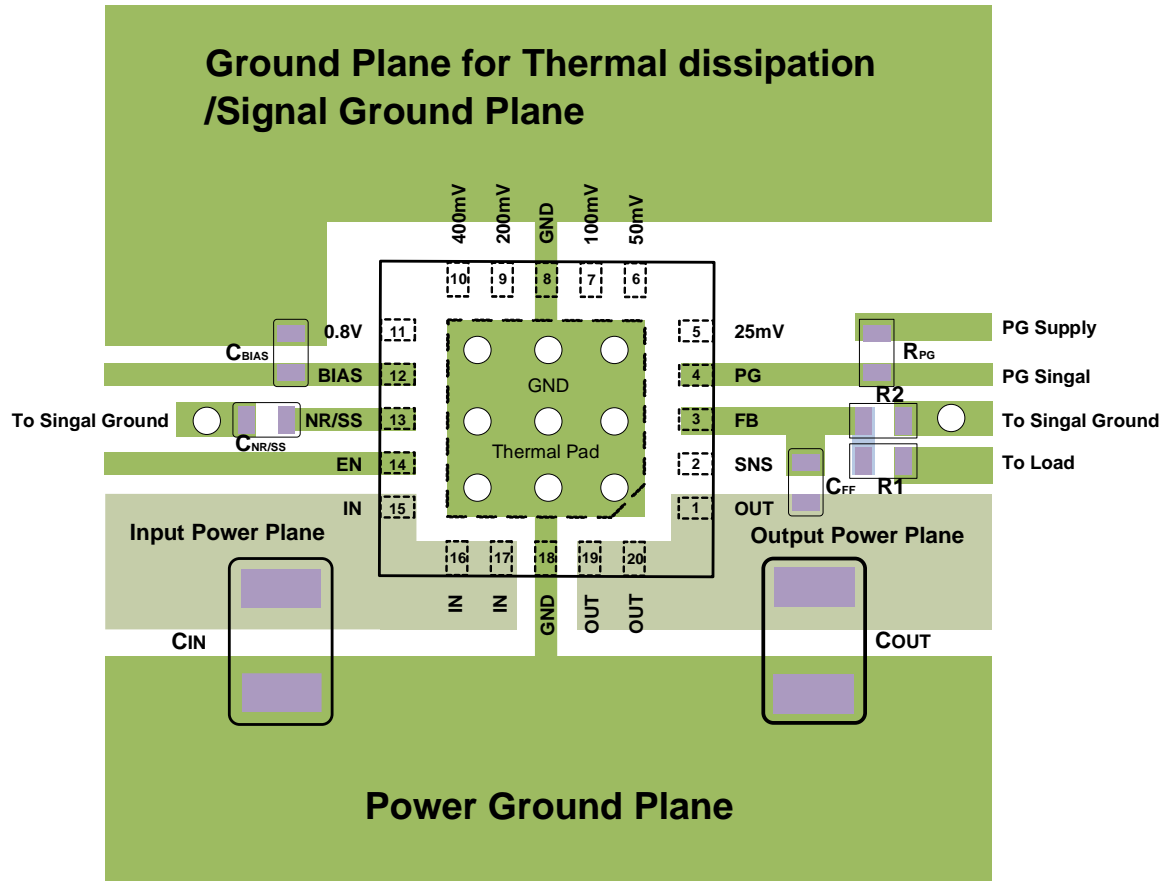 Ground Plane for Thermal dissipation
/Signal Ground Plane
400mV
200mV
GND
100mV
50mV
10
9
8
7
6
0.8V
11
5
25mV
PG Supply
CBIAS
RPG
BIAS
12
4
PG
PG Singal
GND
R2
To Singal Ground
NR/SS
13
3
FB
To Singal Ground
CNR/SS
Thermal Pad
EN
14
2
SNS
To Load
CFF
R1
IN
15
1
OUT
Input Power Plane
Output Power Plane
16
17
18
19
20
IN
IN
GND
OUT
OUT
CIN
COUT
Power Ground Plane